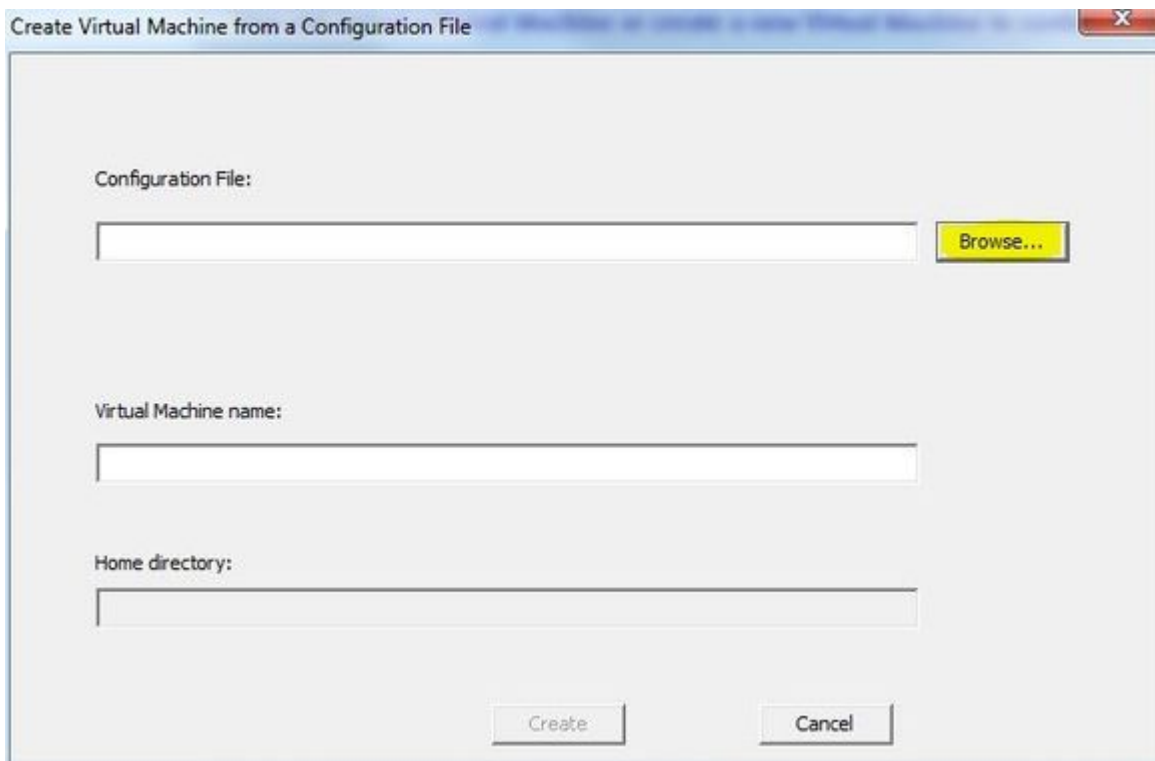 Create Virtual Machine from a Configuration File
Configuration File:
Browse...
Virtual Machine name:
Home directory:
Create
Cancel